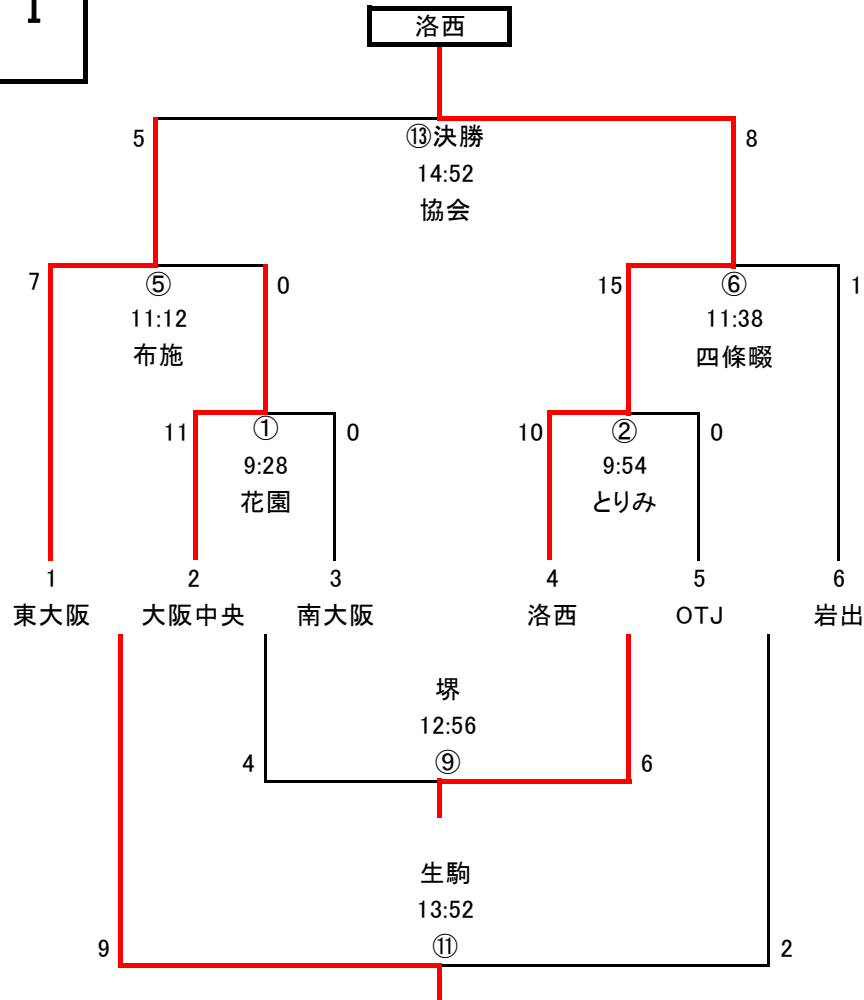 I
洛西
5 ⑬決勝 8
14:52
協会
7 ⑤ 0 15 ⑥ 1
11:12 11:38
布施 四條畷
11 ① 0 10 ② 0
9:28 9:54
花園 とりみ
1 2 3 4 5 6
東大阪 大阪中央 南大阪 洛西 OTJ 岩出
堺
12:56
4 ⑨ 6
生駒
13:52
9 ⑪ 2